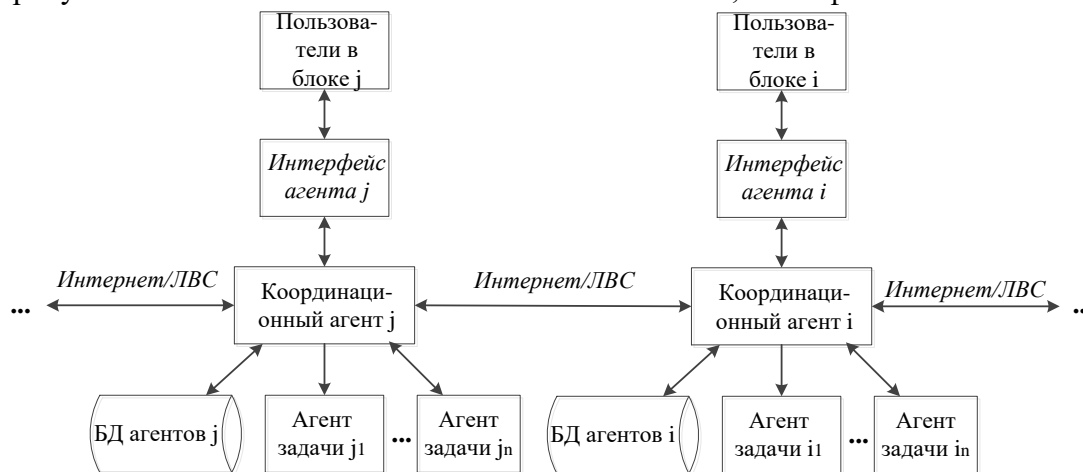 Пользова-
тели в
блоке j
Пользова-
тели в
блоке i
Интерфейс
агента j
Интерфейс
агента i
Интернет/ЛВС
Интернет/ЛВС
Интернет/ЛВС
...
Координаци-
онный агент j
Координаци-
онный агент i
..
БД агентов j
Агент
задачи j1
...
Агент
задачи jn
БД агентов i
Агент
задачи i1
...
Агент
задачи in